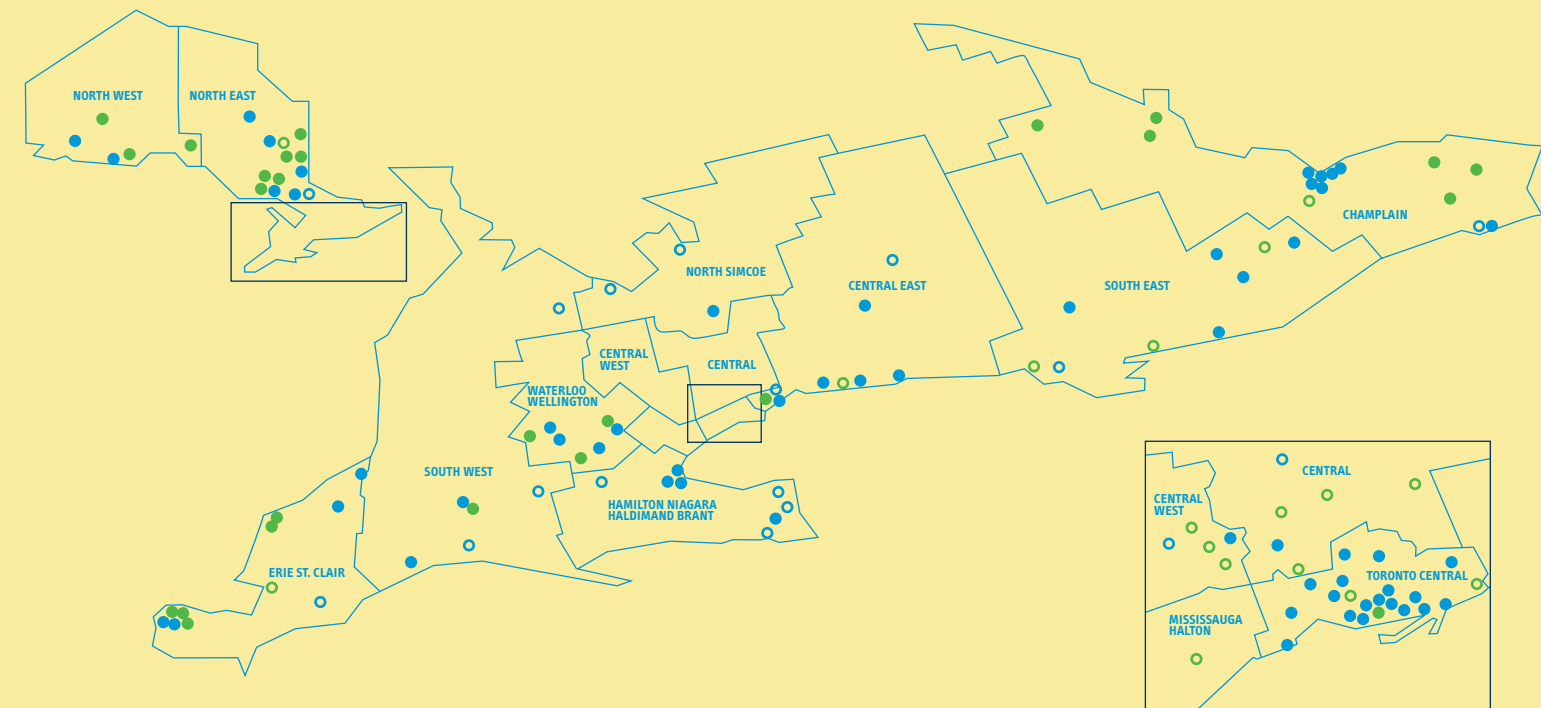 NORTH WEST
NORTH EAST
CHAMPLAIN
NORTH SIMCOE
CENTRAL EAST
SOUTH EAST
CENTRAL
WEST
CENTRAL
WATERLOO
WELLINGTON
SOUTH WEST
HAMILTON NIAGARA
HALDIMAND BRANT
ERIE ST. CLAIR
CENTRAL
CENTRAL
WEST
TORONTO CENTRAL
MISSISSAUGA
HALTON